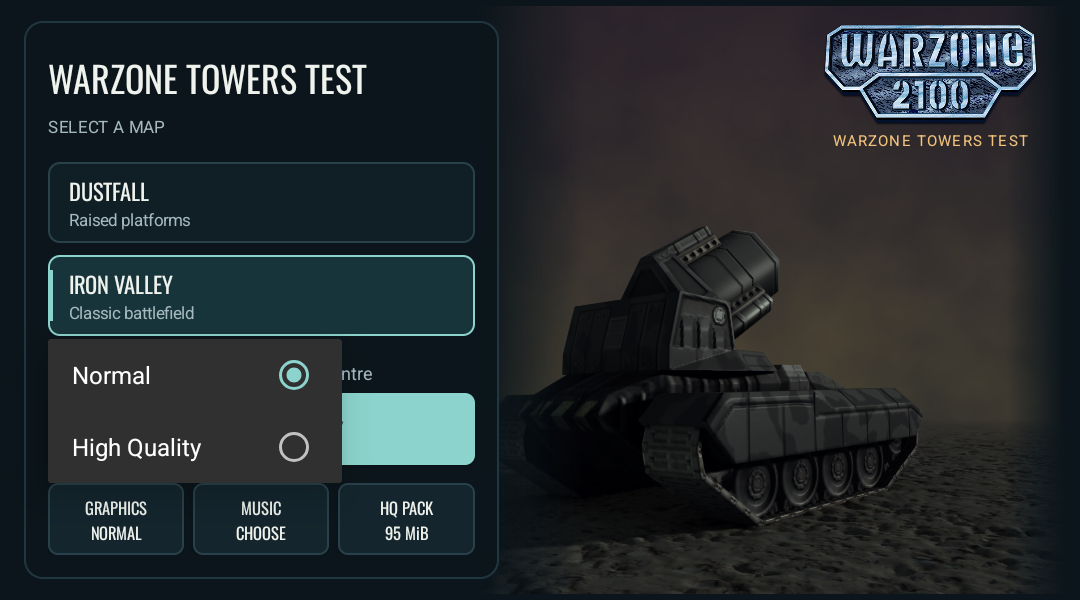 WARZONE TOWERS TEST
SELECT A MAP
DUSTFALL
Raised platforms
IRON VALLEY
Classic battlefield
Normal
High Quality
GRAPHICS
NORMAL
MUSIC
CHOOSE
HQ PACK
95 MiB
WARZONE
2100
WARZONE TOWERS TEST